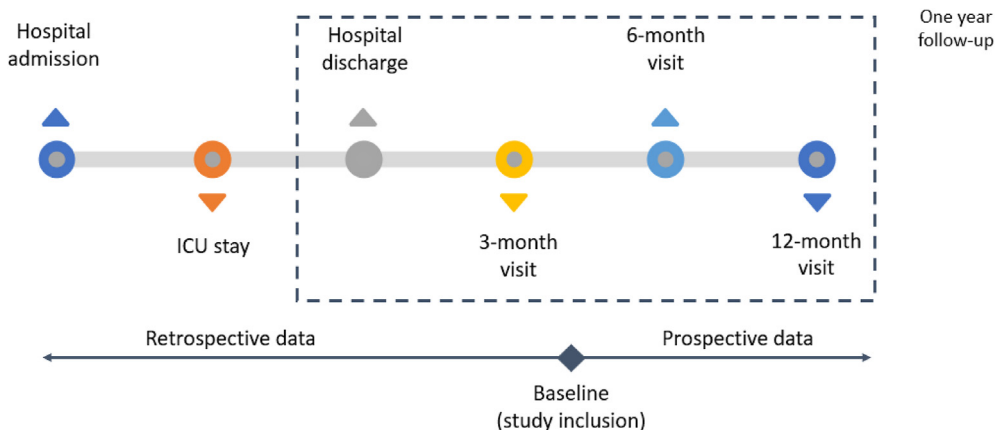 Hospital
admission
Hospital
discharge
6-month
visit
One year
follow-up
ICU stay
3-month
visit
12-month
visit
Retrospective data
Prospective data
Baseline
(study inclusion)